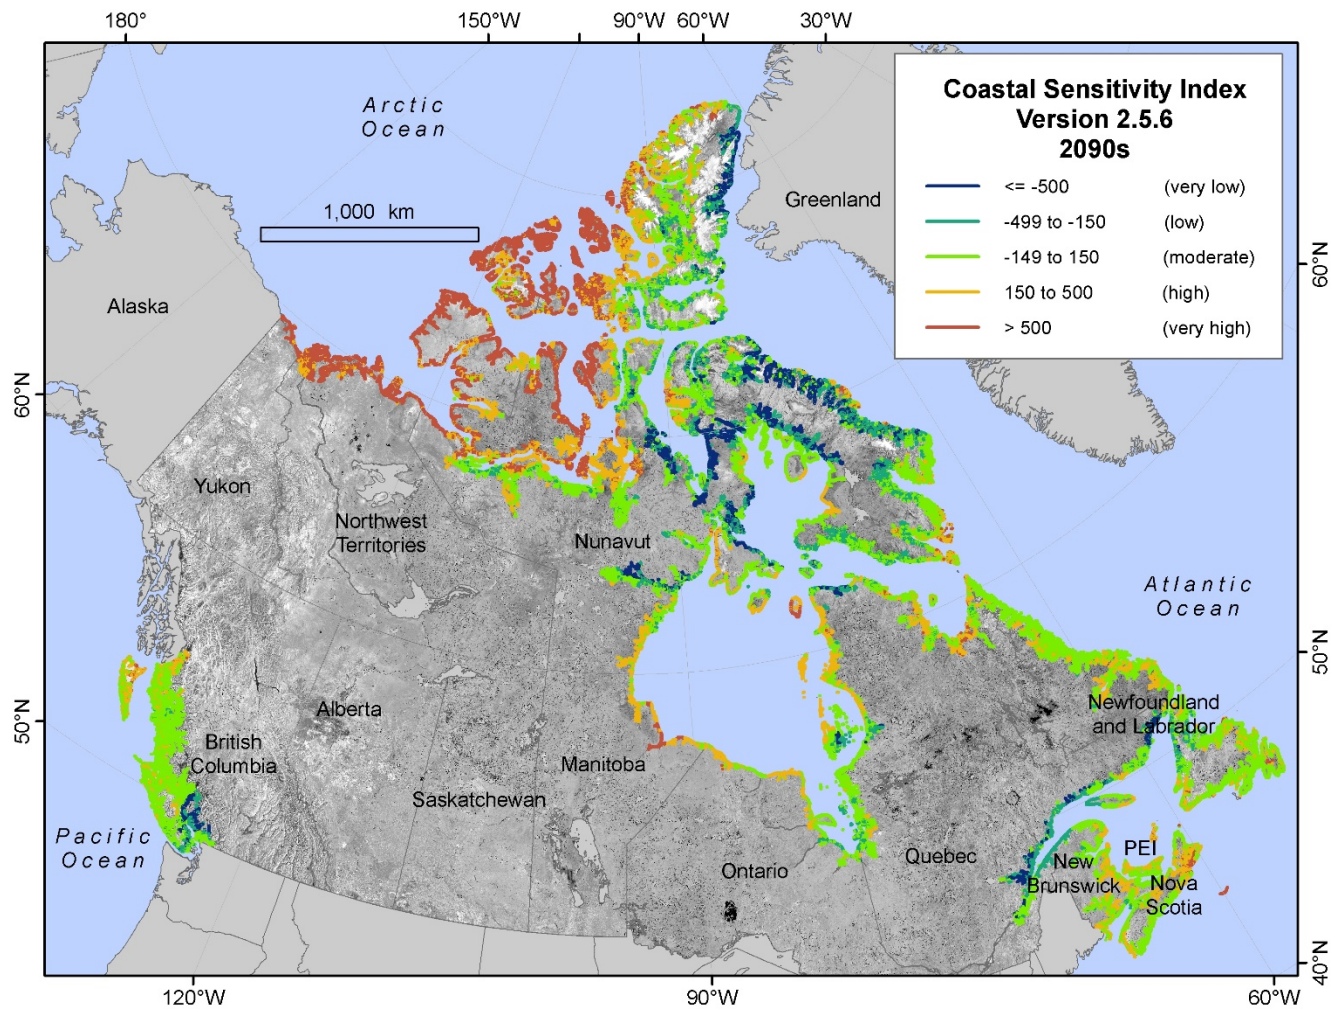 180°
150°W
90°W
60°W
30°W
Coastal Sensitivity Index
Version 2.5.6
2090s
<= -500 (very low)
-499 to -150 (low)
-149 to 150 (moderate)
150 to 500 (high)
> 500 (very high)
Arctic
Ocean
Greenland
1,000 km
60°N
Alaska
60°N
Yukon
Northwest
Territories
Nunavut
Atlantic
Ocean
50°N
50°N
Newfoundland
and Labrador
Alberta
British
Columbia
Manitoba
Saskatchewan
Pacific
Ocean
Ontario
Quebec
PEI
New
Brunswick
Nova
Scotia
40°N
120°W
90°W
60°W